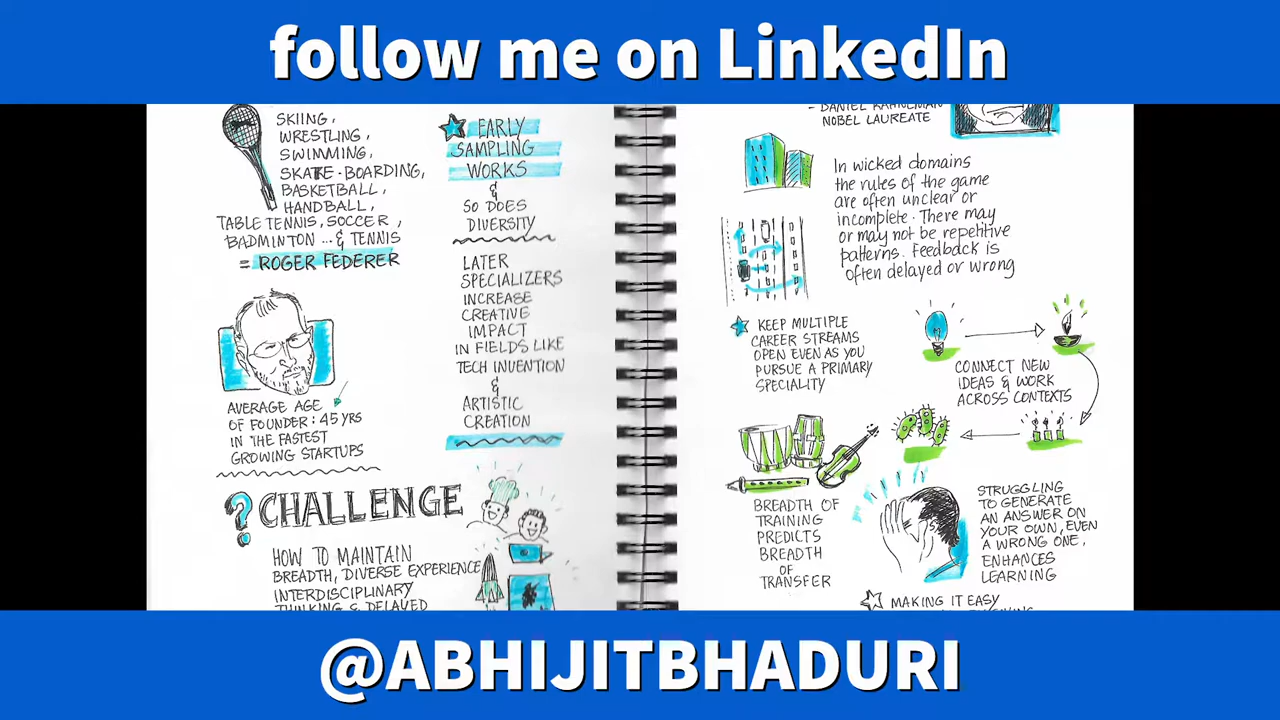 follow me on LinkedIn
SKIING,
WRESTLING,
SWIMMING,
SKATE-BOARDING,
BASKETBALL,
HANDBALL,
TABLE TENNIS, SOCCER,
BADMINTON ... & TENNIS
= ROGER FEDERER
AVERAGE AGE
OF FOUNDER: 45 YRS
IN THE FASTEST
GROWING STARTUPS
? CHALLENGE
HOW TO MAINTAIN
BREADTH, DIVERSE EXPERIENCE
INTERDISCIPLINARY
THINKING & DELAYED
EARLY
SAMPLING
WORKS
&
SO DOES
DIVERSITY
LATER
SPECIALIZERS
INCREASE
CREATIVE
IMPACT
IN FIELDS LIKE
TECH INVENTION
&
ARTISTIC
CREATION
- DANIEL KAHNEMAN
NOBEL LAUREATE
In wicked domains
the rules of the game
are often unclear or
incomplete. There may
or may not be repetitive
patterns. Feedback is
often delayed or wrong
KEEP MULTIPLE
CAREER STREAMS
OPEN EVEN AS YOU
PURSUE A PRIMARY
SPECIALITY
CONNECT NEW
IDEAS & WORK
ACROSS CONTEXTS
BREADTH OF
TRAINING
PREDICTS
BREADTH
OF
TRANSFER
STRUGGLING
TO GENERATE
AN ANSWER ON
YOUR OWN, EVEN
A WRONG ONE,
ENHANCES
LEARNING
MAKING IT EASY
@ABHIJITBHADURI